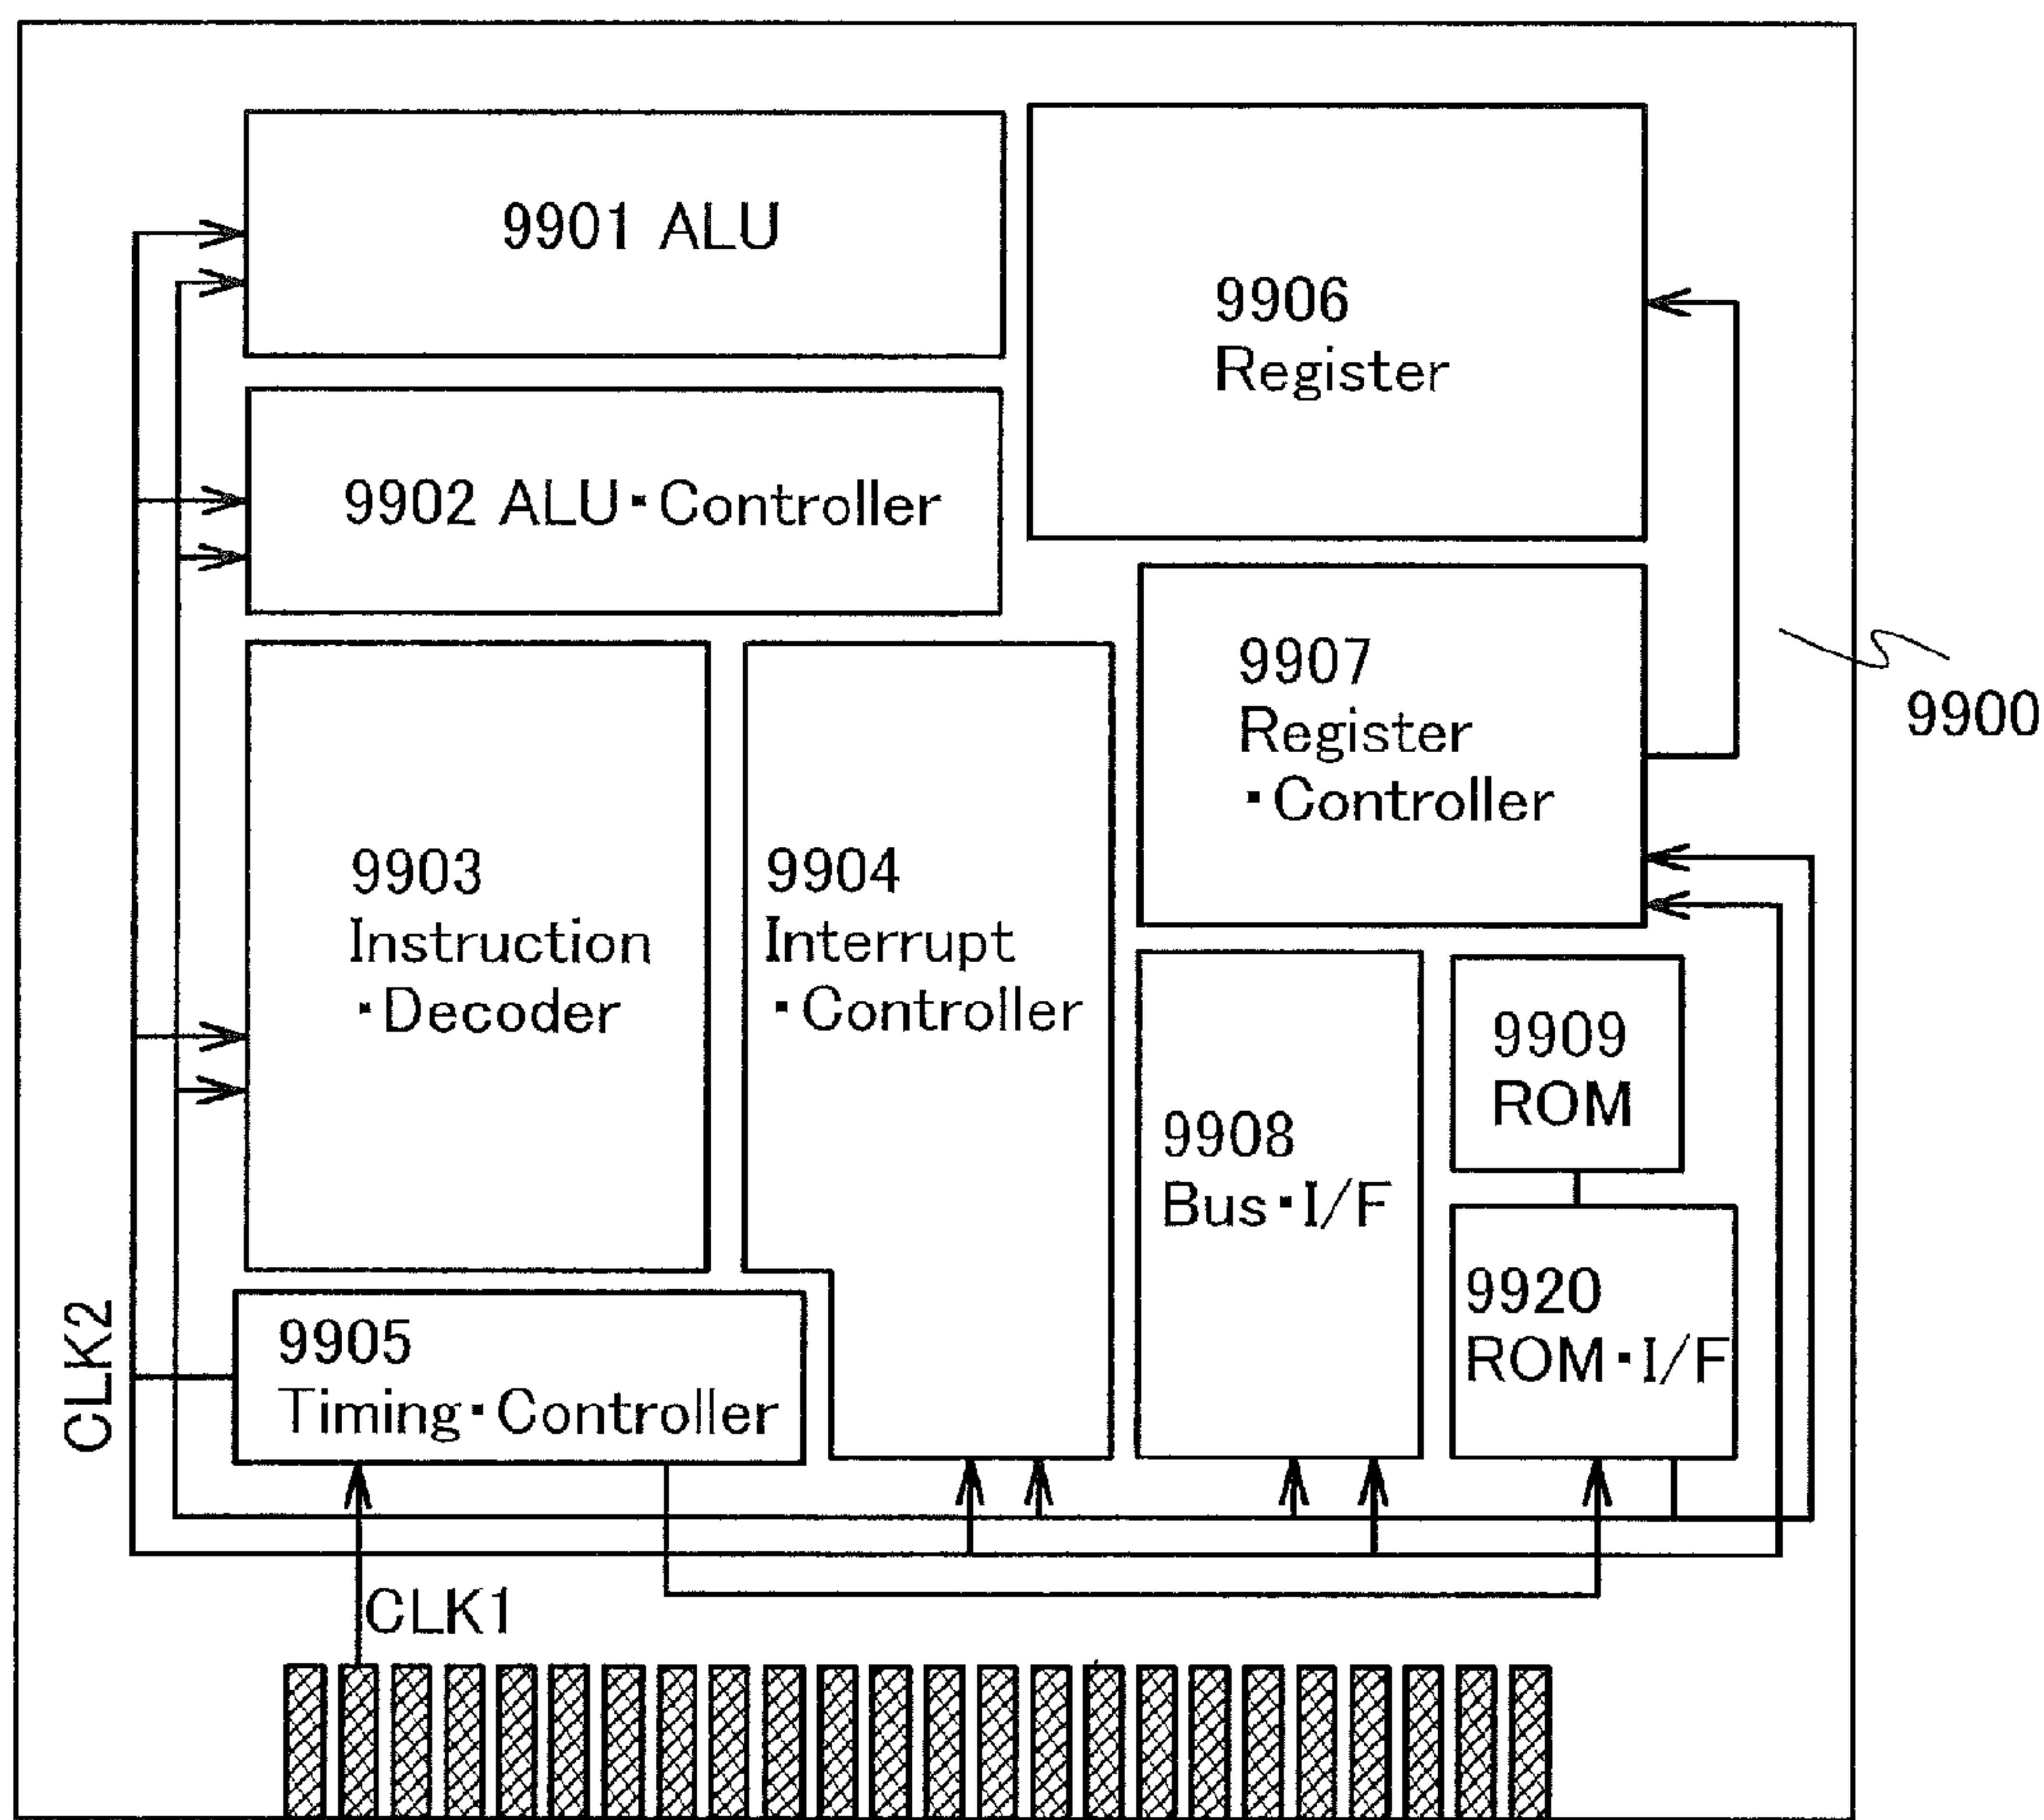 9901 ALU
9906
Register
9902 ALU・Controller
9907
Register
・Controller
9900
9903
Instruction
・Decoder
9904
Interrupt
・Controller
9909
ROM
9908
Bus・I/F
9920
ROM・I/F
9905
Timing・Controller
CLK2
CLK1